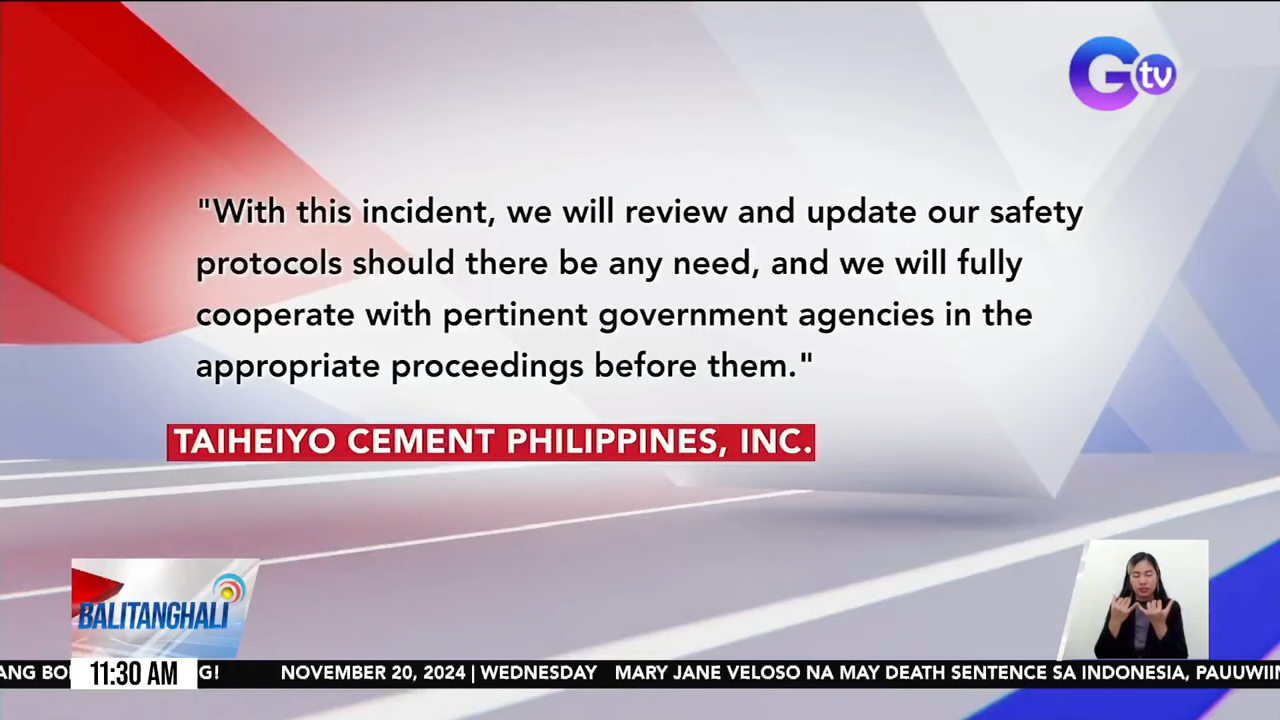 Gtv
"With this incident, we will review and update our safety
protocols should there be any need, and we will fully
cooperate with pertinent government agencies in the
appropriate proceedings before them."
TAIHEIYO CEMENT PHILIPPINES, INC.
BALITANGHALI
ANG 11:30 AM G! NOVEMBER 20, 2024 | WEDNESDAY MARY JANE VELOSO NA MAY DEATH SENTENCE SA INDONESIA,